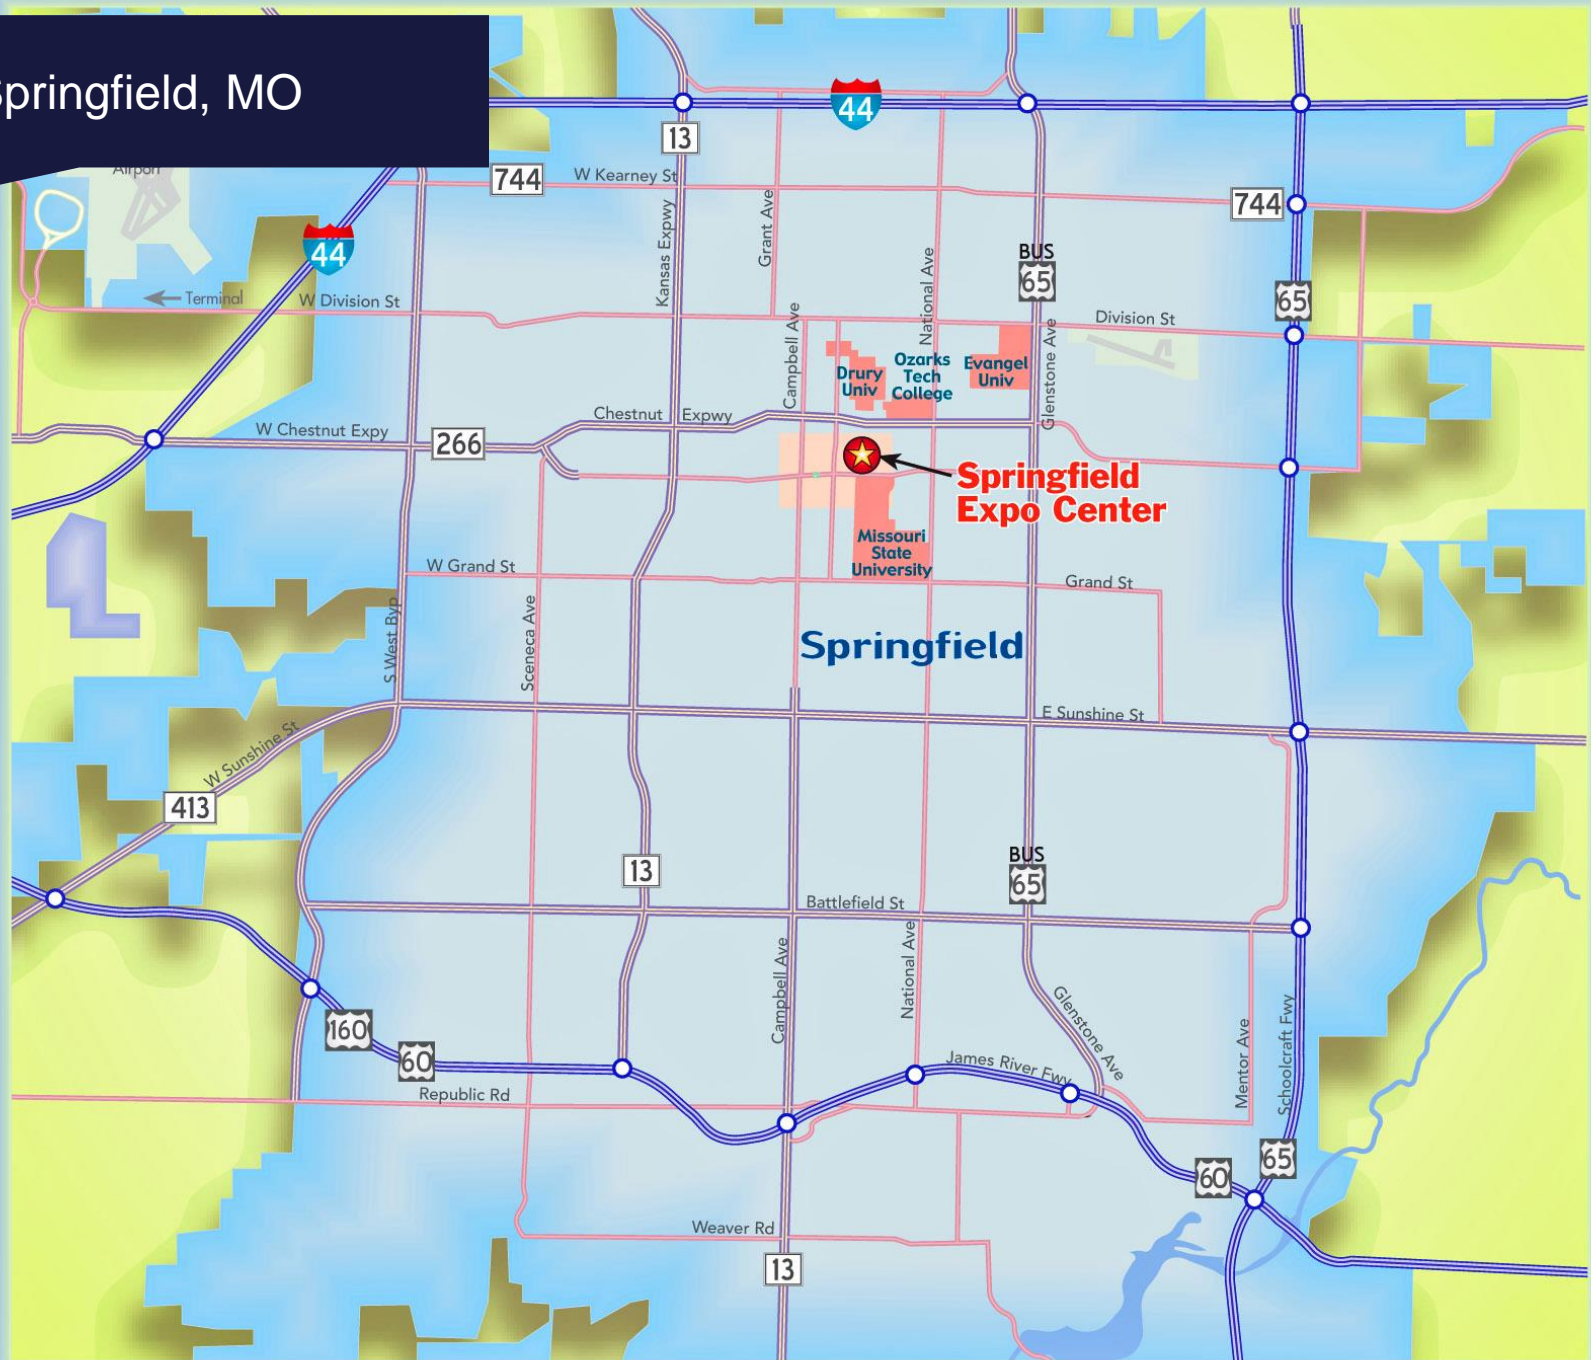 Springfield, MO
44
13
Airport
744
W Kearney St
744
Kansas Expwy
Grant Ave
National Ave
44
BUS
65
65
Terminal
W Division St
Division St
Campbell Ave
Glenstone Ave
Drury
Univ
Ozarks
Tech
College
Evangel
Univ
Chestnut Expwy
W Chestnut Expy
266
Springfield
Expo Center
Missouri
State
University
W Grand St
Grand St
S West Byp
Sceneca Ave
Springfield
E Sunshine St
W Sunshine St
413
13
BUS
65
Battlefield St
Campbell Ave
National Ave
Glenstone Ave
Mentor Ave
Schoolcraft Fwy
160
60
James River Fwy
Republic Rd
60
65
Weaver Rd
13